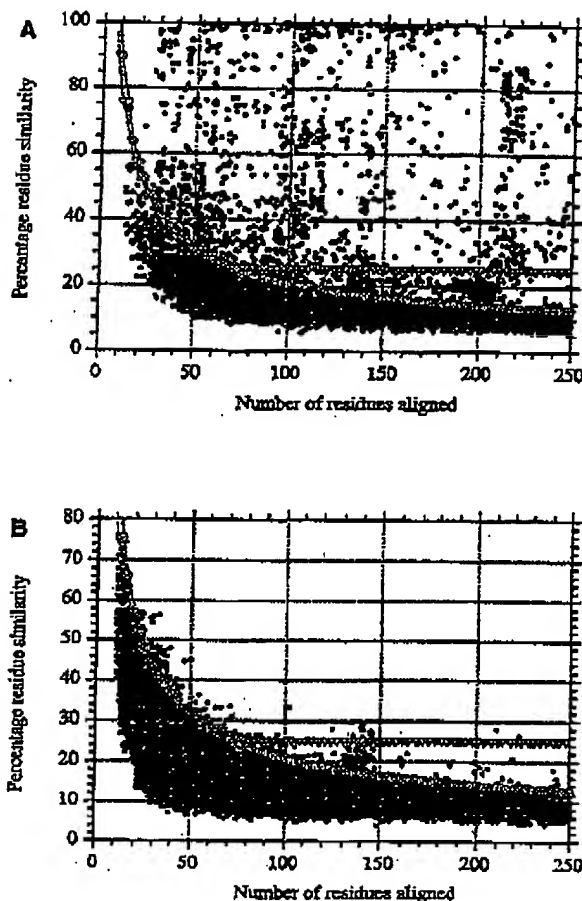 A
Percentage residue similarity
100
80
60
40
20
0
0 50 100 150 200 250
Number of residues aligned
B
Percentage residue similarity
80
70
60
50
40
30
20
10
0
0 50 100 150 200 250
Number of residues aligned